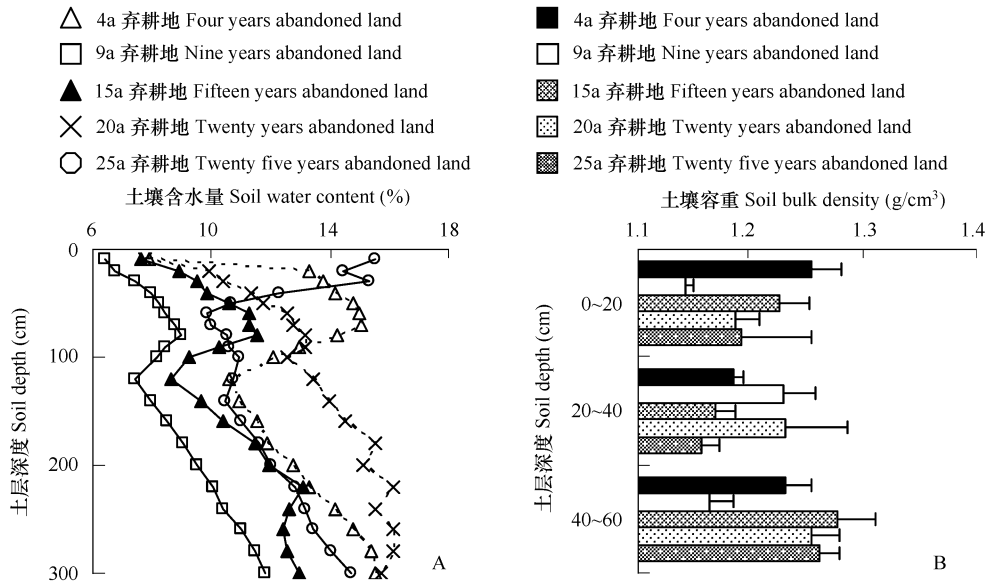 4a 弃耕地 Four years abandoned land
9a 弃耕地 Nine years abandoned land
15a 弃耕地 Fifteen years abandoned land
20a 弃耕地 Twenty years abandoned land
25a 弃耕地 Twenty five years abandoned land
土壤含水量 Soil water content (%)
6 10 14 18
0
100
200
300
土层深度 Soil depth (cm)
A
4a 弃耕地 Four years abandoned land
9a 弃耕地 Nine years abandoned land
15a 弃耕地 Fifteen years abandoned land
20a 弃耕地 Twenty years abandoned land
25a 弃耕地 Twenty five years abandoned land
土壤容重 Soil bulk density (g/cm³)
1.1 1.2 1.3 1.4
0~20
20~40
40~60
土层深度 Soil depth (cm)
B